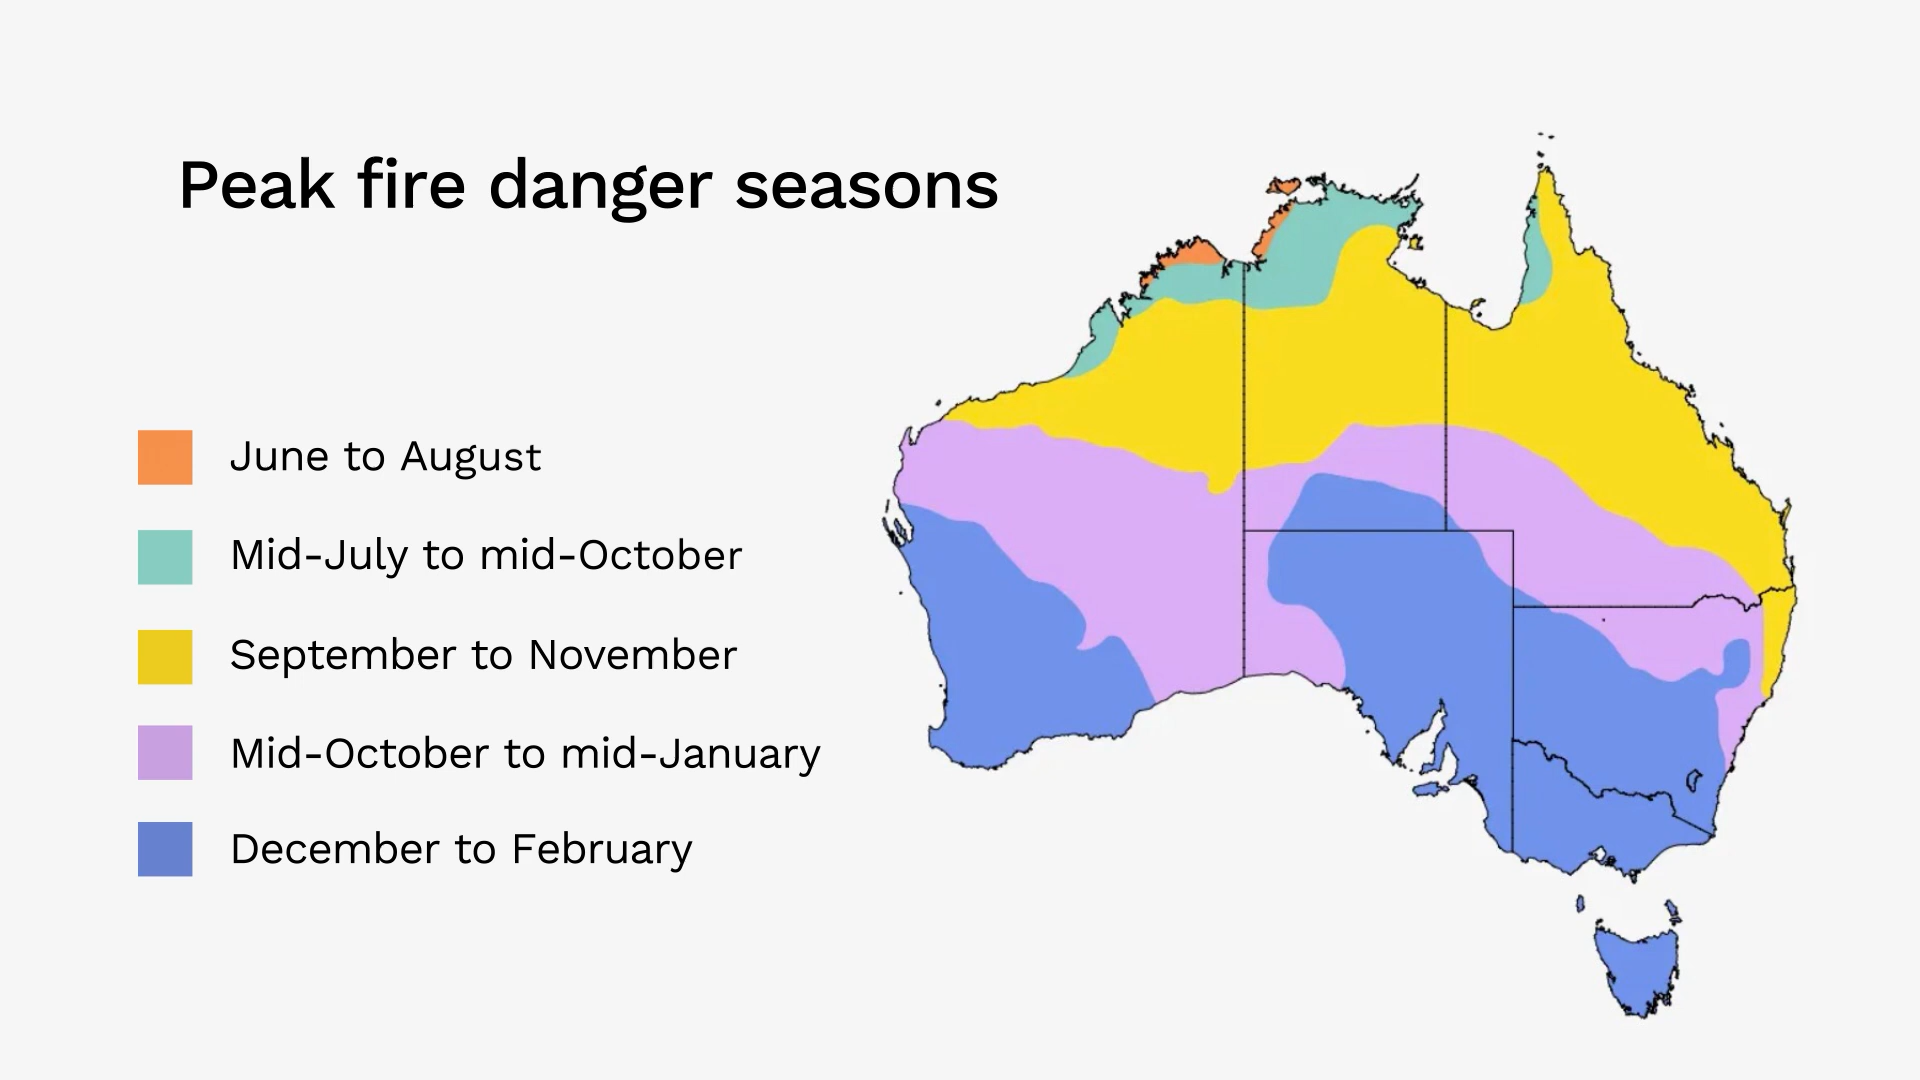 Peak fire danger seasons
June to August
Mid-July to mid-October
September to November
Mid-October to mid-January
December to February